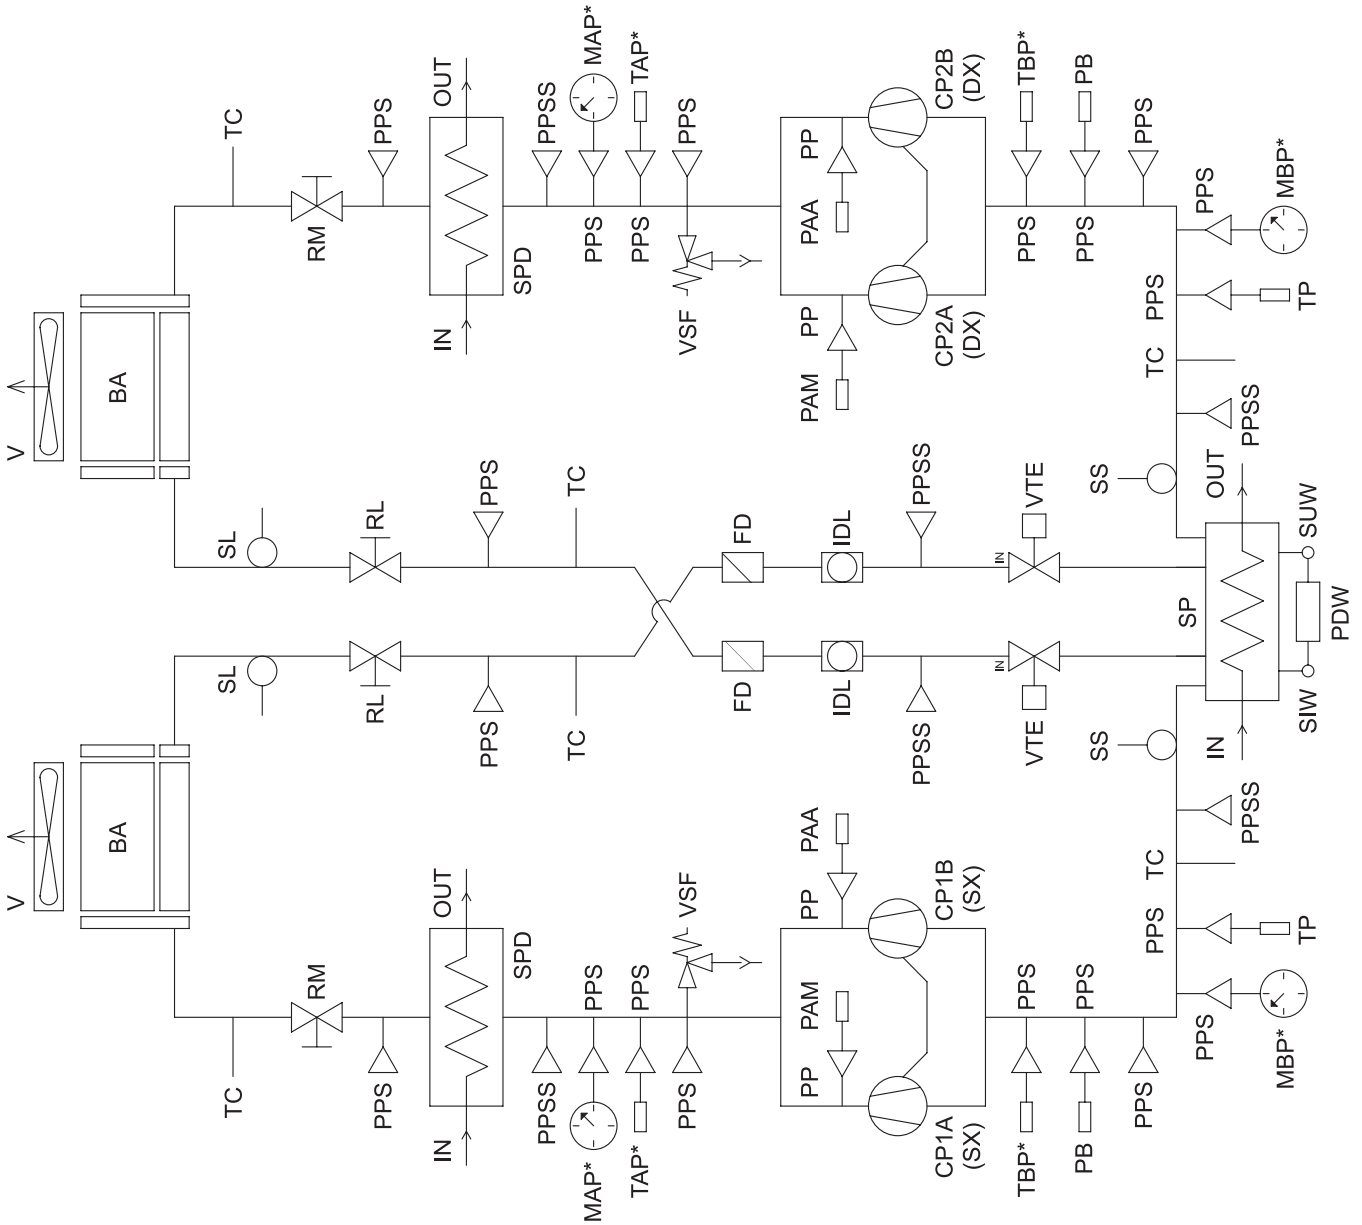 V
V
BA
BA
TC
SL
SL
TC
RM
RM
PPS
RL
RL
PPS
IN
OUT
IN
OUT
PPS
PPS
SPD
SPD
PPSS
PPSS
TC
TC
MAP*
PPS
PPS
MAP*
TAP*
PPS
PPS
TAP*
PPS
VSF
VSF
PPS
FD
FD
PP
PAM
PP
PAA
PAM
PP
PAA
PP
IDL
IDL
PPSS
PPSS
CP1A
(SX)
CP1B
(SX)
CP2A
(DX)
CP2B
(DX)
IN
IN
TBP*
PPS
VTE
VTE
PPS
TBP*
PB
PPS
PPS
PB
SS
SS
PPS
PPS
PPS
TC
TC
PPS
SP
PPS
PPS
IN
OUT
PPSS
PPSS
MBP*
MBP*
TP
SIW
SUW
TP
PDW